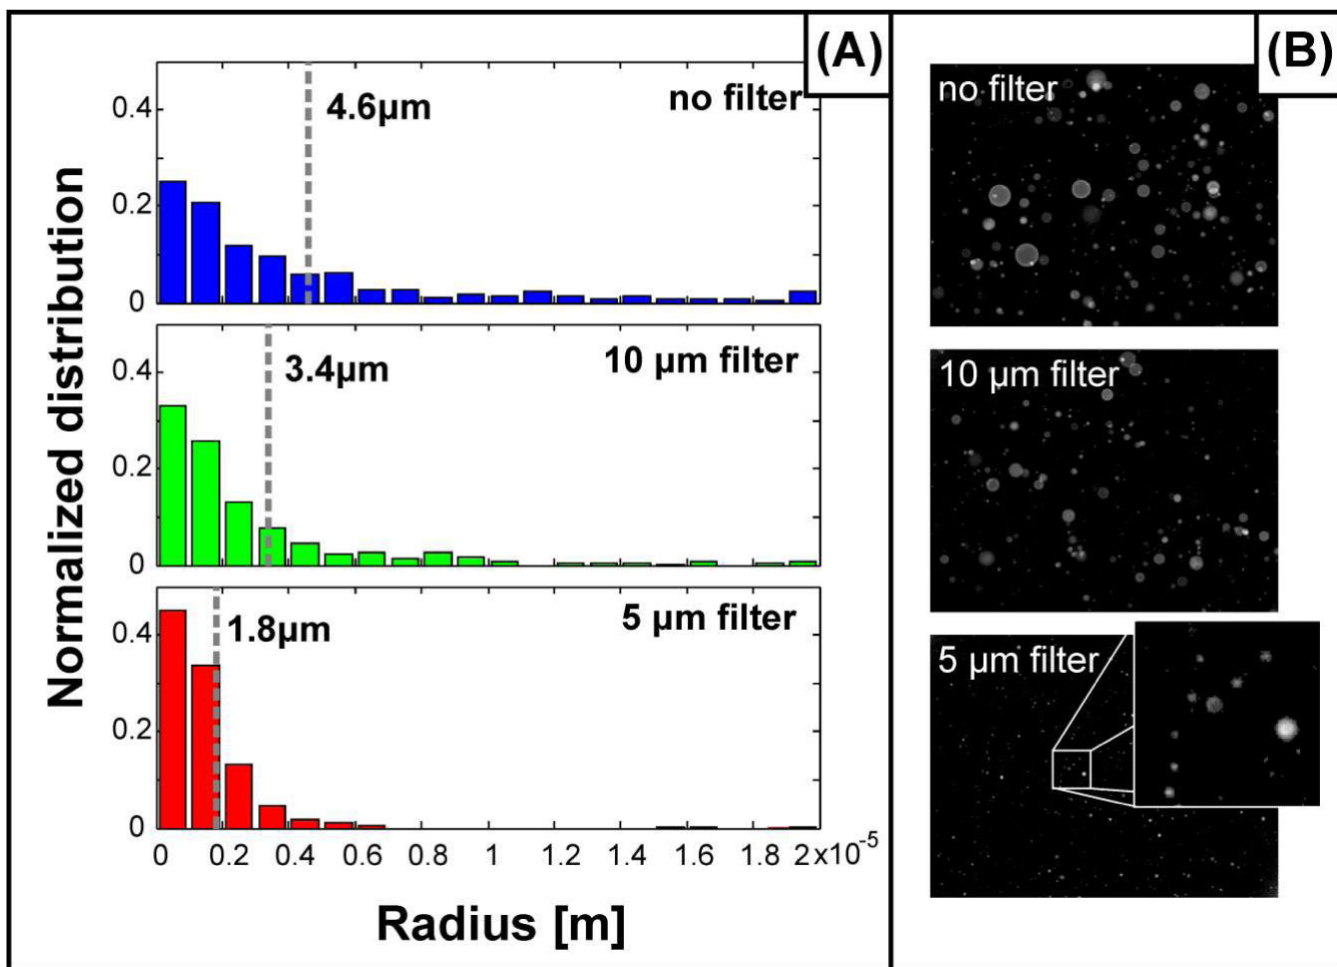 (A)
Normalized distribution
0.4
0.2
0
4.6µm
no filter
0.4
0.2
0
3.4µm
10 µm filter
0.4
0.2
0
1.8µm
5 µm filter
0 0.2 0.4 0.6 0.8 1 1.2 1.4 1.6 1.8 2x10⁻⁵
Radius [m]
(B)
no filter
10 µm filter
5 µm filter